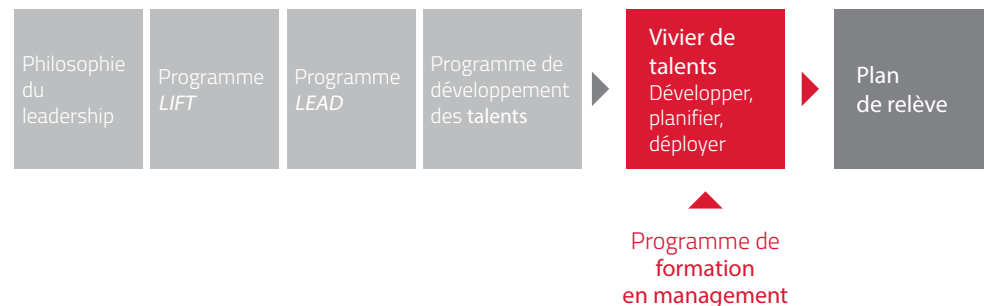 Philosophie
du
leadership
Programme
LIFT
Programme
LEAD
Programme de
développement
des talents
Vivier de
talents
Développer,
planifier,
déployer
Plan
de relève
Programme de
formation
en management